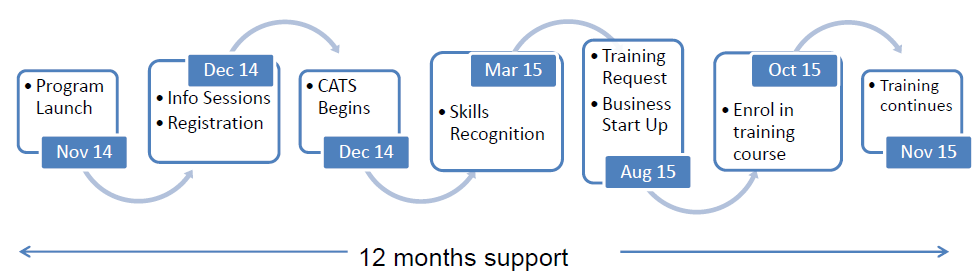 • Program
Launch
Nov 14
Dec 14
• Info Sessions
• Registration
• CATS
Begins
Dec 14
Mar 15
• Skills
Recognition
• Training
Request
• Business
Start Up
Aug 15
Oct 15
• Enrol in
training
course
• Training
continues
Nov 15
12 months support